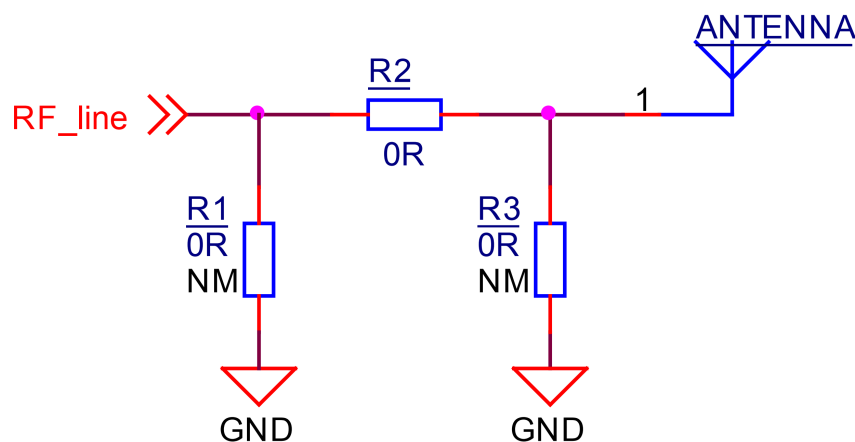 ANTENNA
R2
1
RF_line
0R
R1
0R
NM
R3
0R
NM
GND
GND